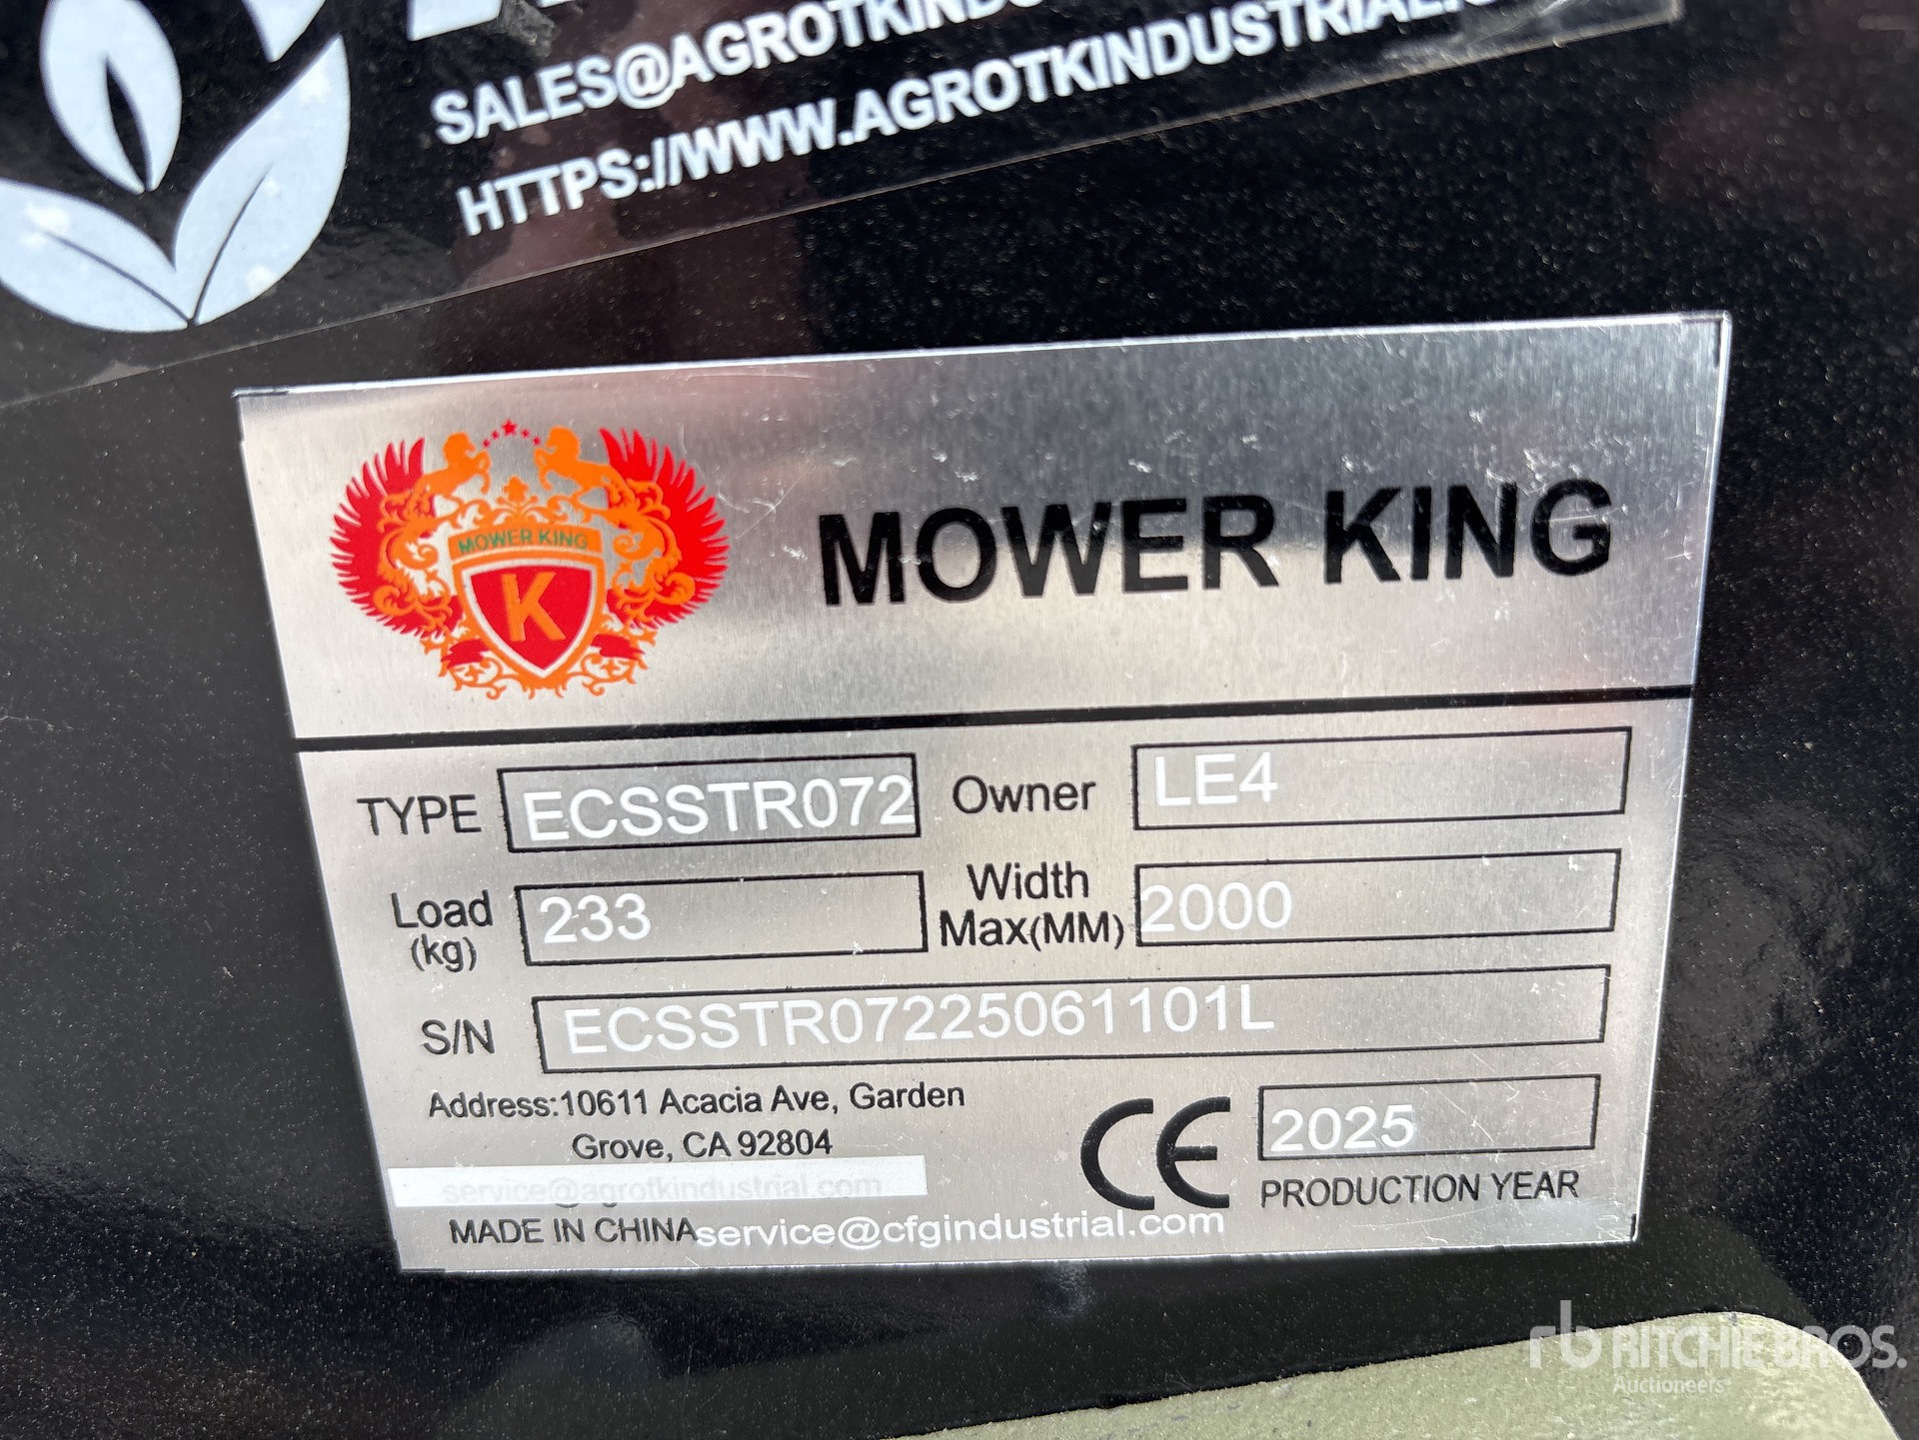 SALES@AGROTKINDUS
HTTPS://WWW.AGROTKINDUSTRIAL.
MOWER KING
K
MOWER KING
TYPE ECSSTR072 Owner LE4
Load (kg) 233 Width Max(MM) 2000
S/N ECSSTR07225061101L
Address:10611 Acacia Ave, Garden
Grove, CA 92804
service@agrotkindustrial.com
MADE IN CHINA service@cfgindustrial.com
CE 2025
PRODUCTION YEAR
rb RITCHIE BROS.
Auctioneers